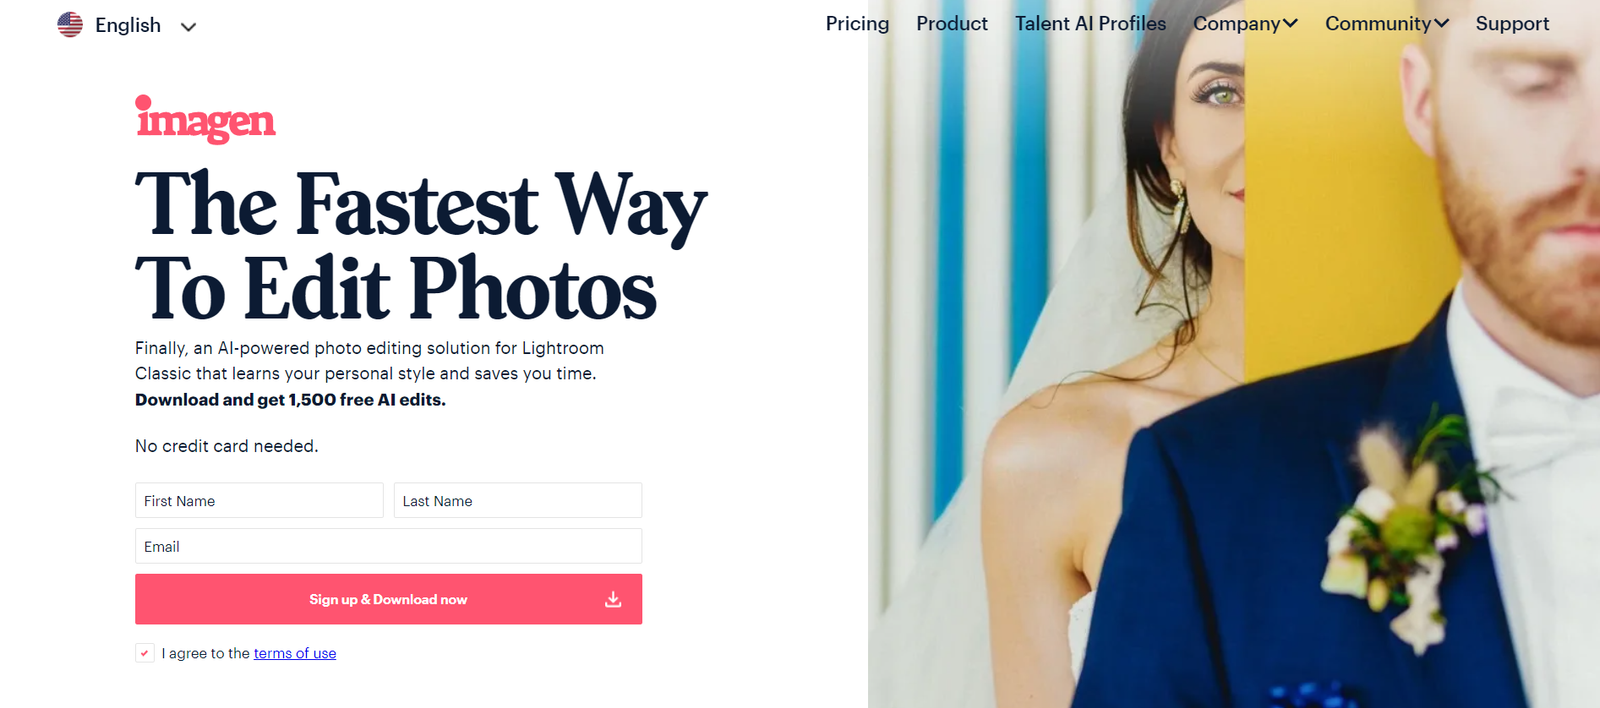 English
Pricing Product Talent AI Profiles Company Community Support
imagen
The Fastest Way
To Edit Photos
Finally, an AI-powered photo editing solution for Lightroom
Classic that learns your personal style and saves you time.
Download and get 1,500 free AI edits.
No credit card needed.
First Name Last Name
Email
Sign up & Download now
I agree to the terms of use